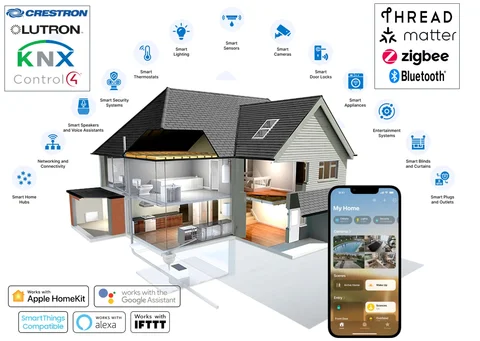 CRESTRON
LUTRON
KNX
Control4
THREAD
matter
zigbee
Bluetooth
Smart
Lighting
Smart
Sensors
Smart
Cameras
Smart
Thermostats
Smart
Door Locks
Smart Security
Systems
Smart
Appliances
Smart Speakers
and Voice Assistants
Entertainment
Systems
Networking and
Connectivity
Smart Blinds
and Curtains
Smart Home
Hubs
Smart Plugs
and Outlets
My Home
Works with
Apple HomeKit
works with the
Google Assistant
SmartThings
Compatible
WORKS WITH
alexa
Works with
IFTTT